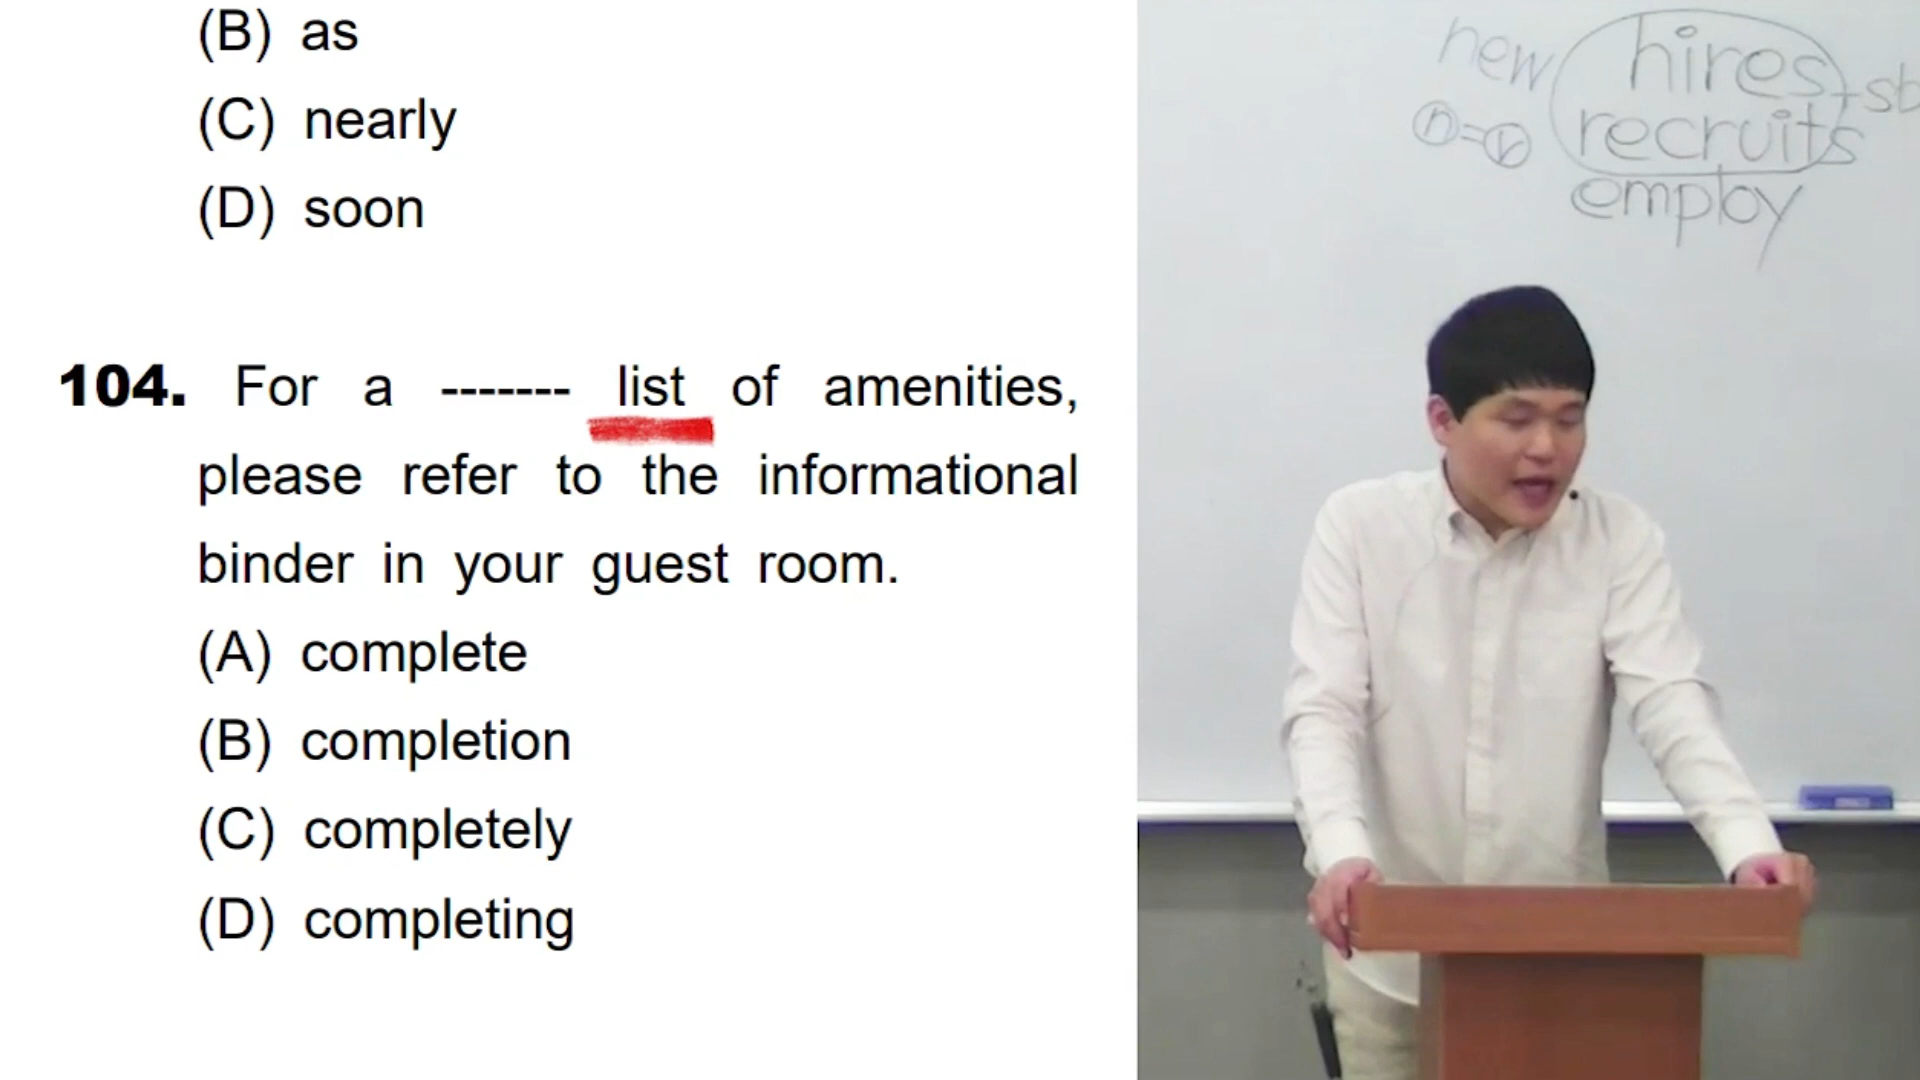 (B) as
(C) nearly
(D) soon
104. For a ------- list of amenities,
please refer to the informational
binder in your guest room.
(A) complete
(B) completion
(C) completely
(D) completing
new hires + sb
n = v recruits
employ